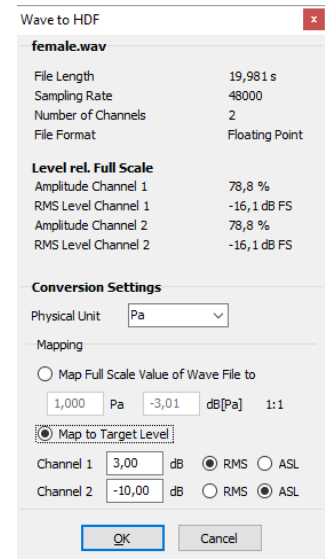 Wave to HDF x
female.wav
File Length 19,981 s
Sampling Rate 48000
Number of Channels 2
File Format Floating Point
Level rel. Full Scale
Amplitude Channel 1 78,8 %
RMS Level Channel 1 -16,1 dB FS
Amplitude Channel 2 78,8 %
RMS Level Channel 2 -16,1 dB FS
Conversion Settings
Physical Unit Pa
Mapping
Map Full Scale Value of Wave File to
1,000 Pa -3,01 dB[Pa] 1:1
Map to Target Level
Channel 1 3,00 dB RMS ASL
Channel 2 -10,00 dB RMS ASL
OK Cancel